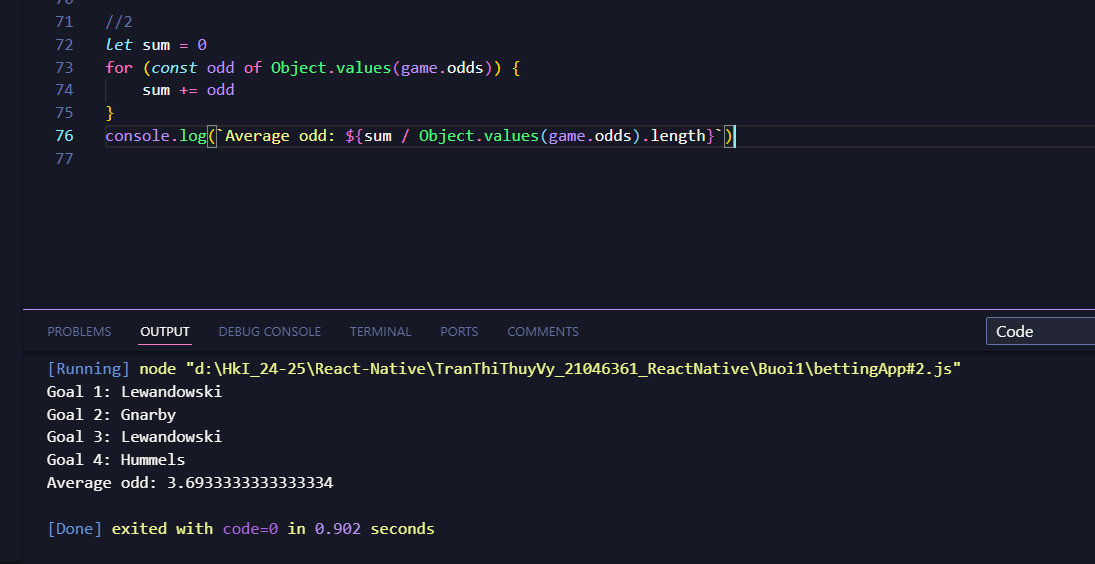 71 //2
72 let sum = 0
73 for (const odd of Object.values(game.odds)) {
74     sum += odd
75 }
76 console.log(`Average odd: ${sum / Object.values(game.odds).length}`)
77
PROBLEMS OUTPUT DEBUG CONSOLE TERMINAL PORTS COMMENTS Code
[Running] node "d:\HkI_24-25\React-Native\TranThiThuyVy_21046361_ReactNative\Buoi1\bettingApp#2.js"
Goal 1: Lewandowski
Goal 2: Gnarby
Goal 3: Lewandowski
Goal 4: Hummels
Average odd: 3.6933333333333334
[Done] exited with code=0 in 0.902 seconds